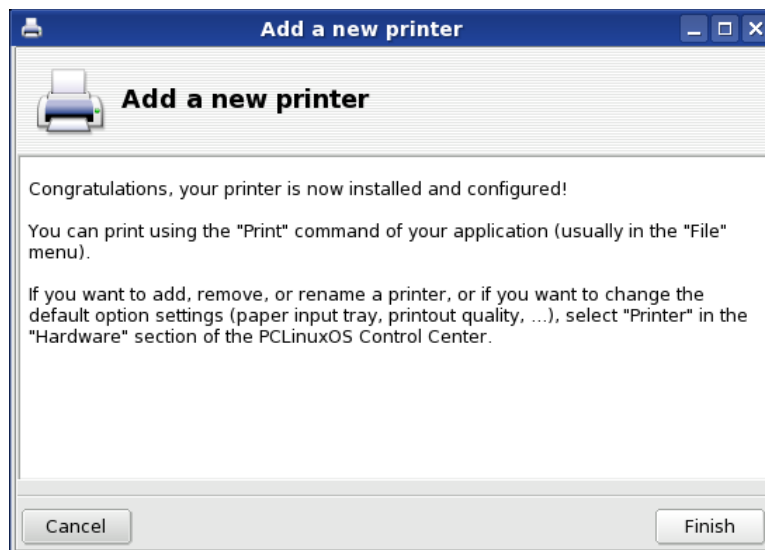 Add a new printer
Add a new printer
Congratulations, your printer is now installed and configured!
You can print using the "Print" command of your application (usually in the "File"
menu).
If you want to add, remove, or rename a printer, or if you want to change the
default option settings (paper input tray, printout quality, ...), select "Printer" in the
"Hardware" section of the PCLinuxOS Control Center.
Cancel Finish